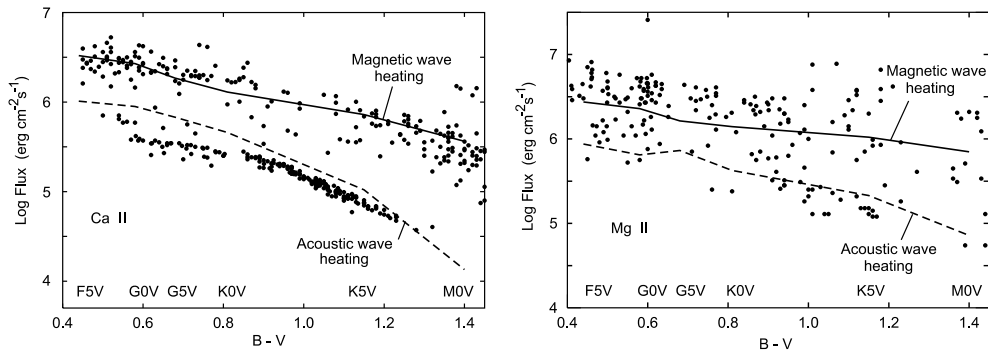 7
6
5
4
Log Flux (erg cm⁻²s⁻¹)
Magnetic wave
heating
Ca II
Acoustic wave
heating
F5V G0V G5V K0V K5V M0V
0.4 0.6 0.8 1.0 1.2 1.4
B – V
7
6
5
4
Log Flux (erg cm⁻²s⁻¹)
Magnetic wave
heating
Mg II
Acoustic wave
heating
F5V G0V G5V K0V K5V M0V
0.4 0.6 0.8 1.0 1.2 1.4
B – V